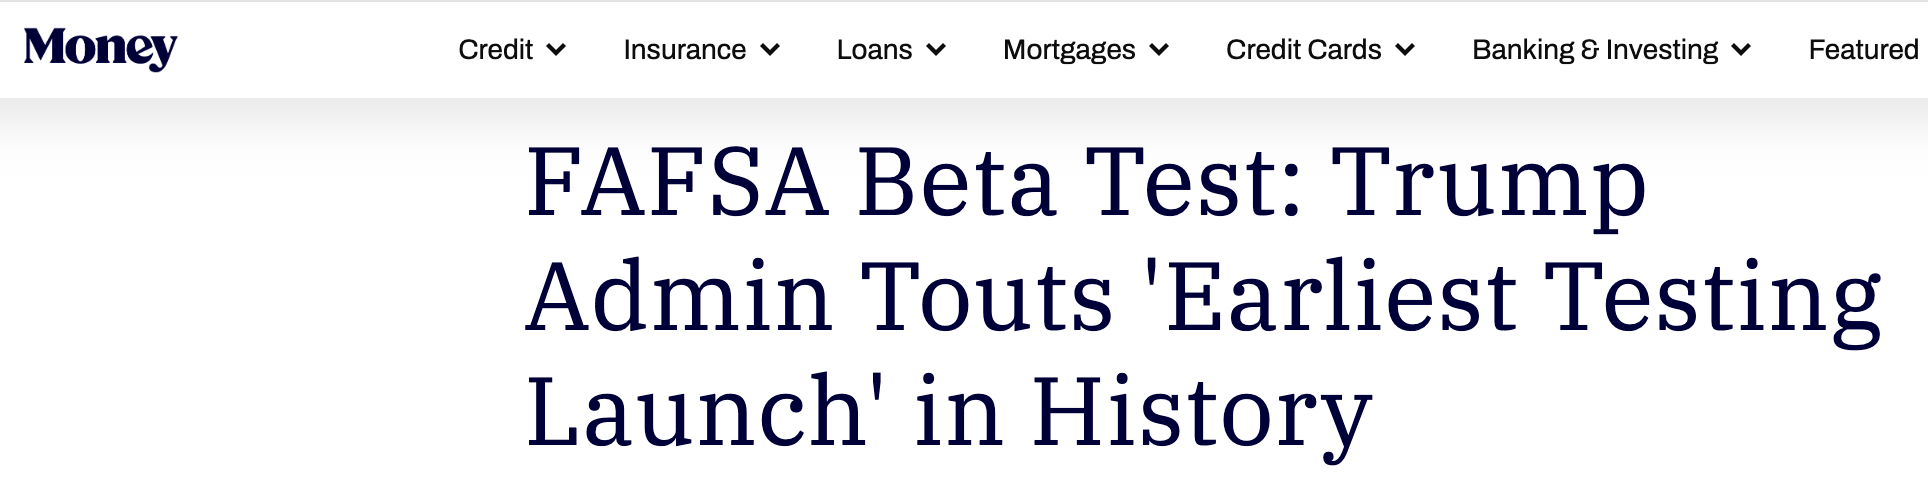 Money Credit Insurance Loans Mortgages Credit Cards Banking & Investing Featured
FAFSA Beta Test: Trump
Admin Touts 'Earliest Testing
Launch' in History